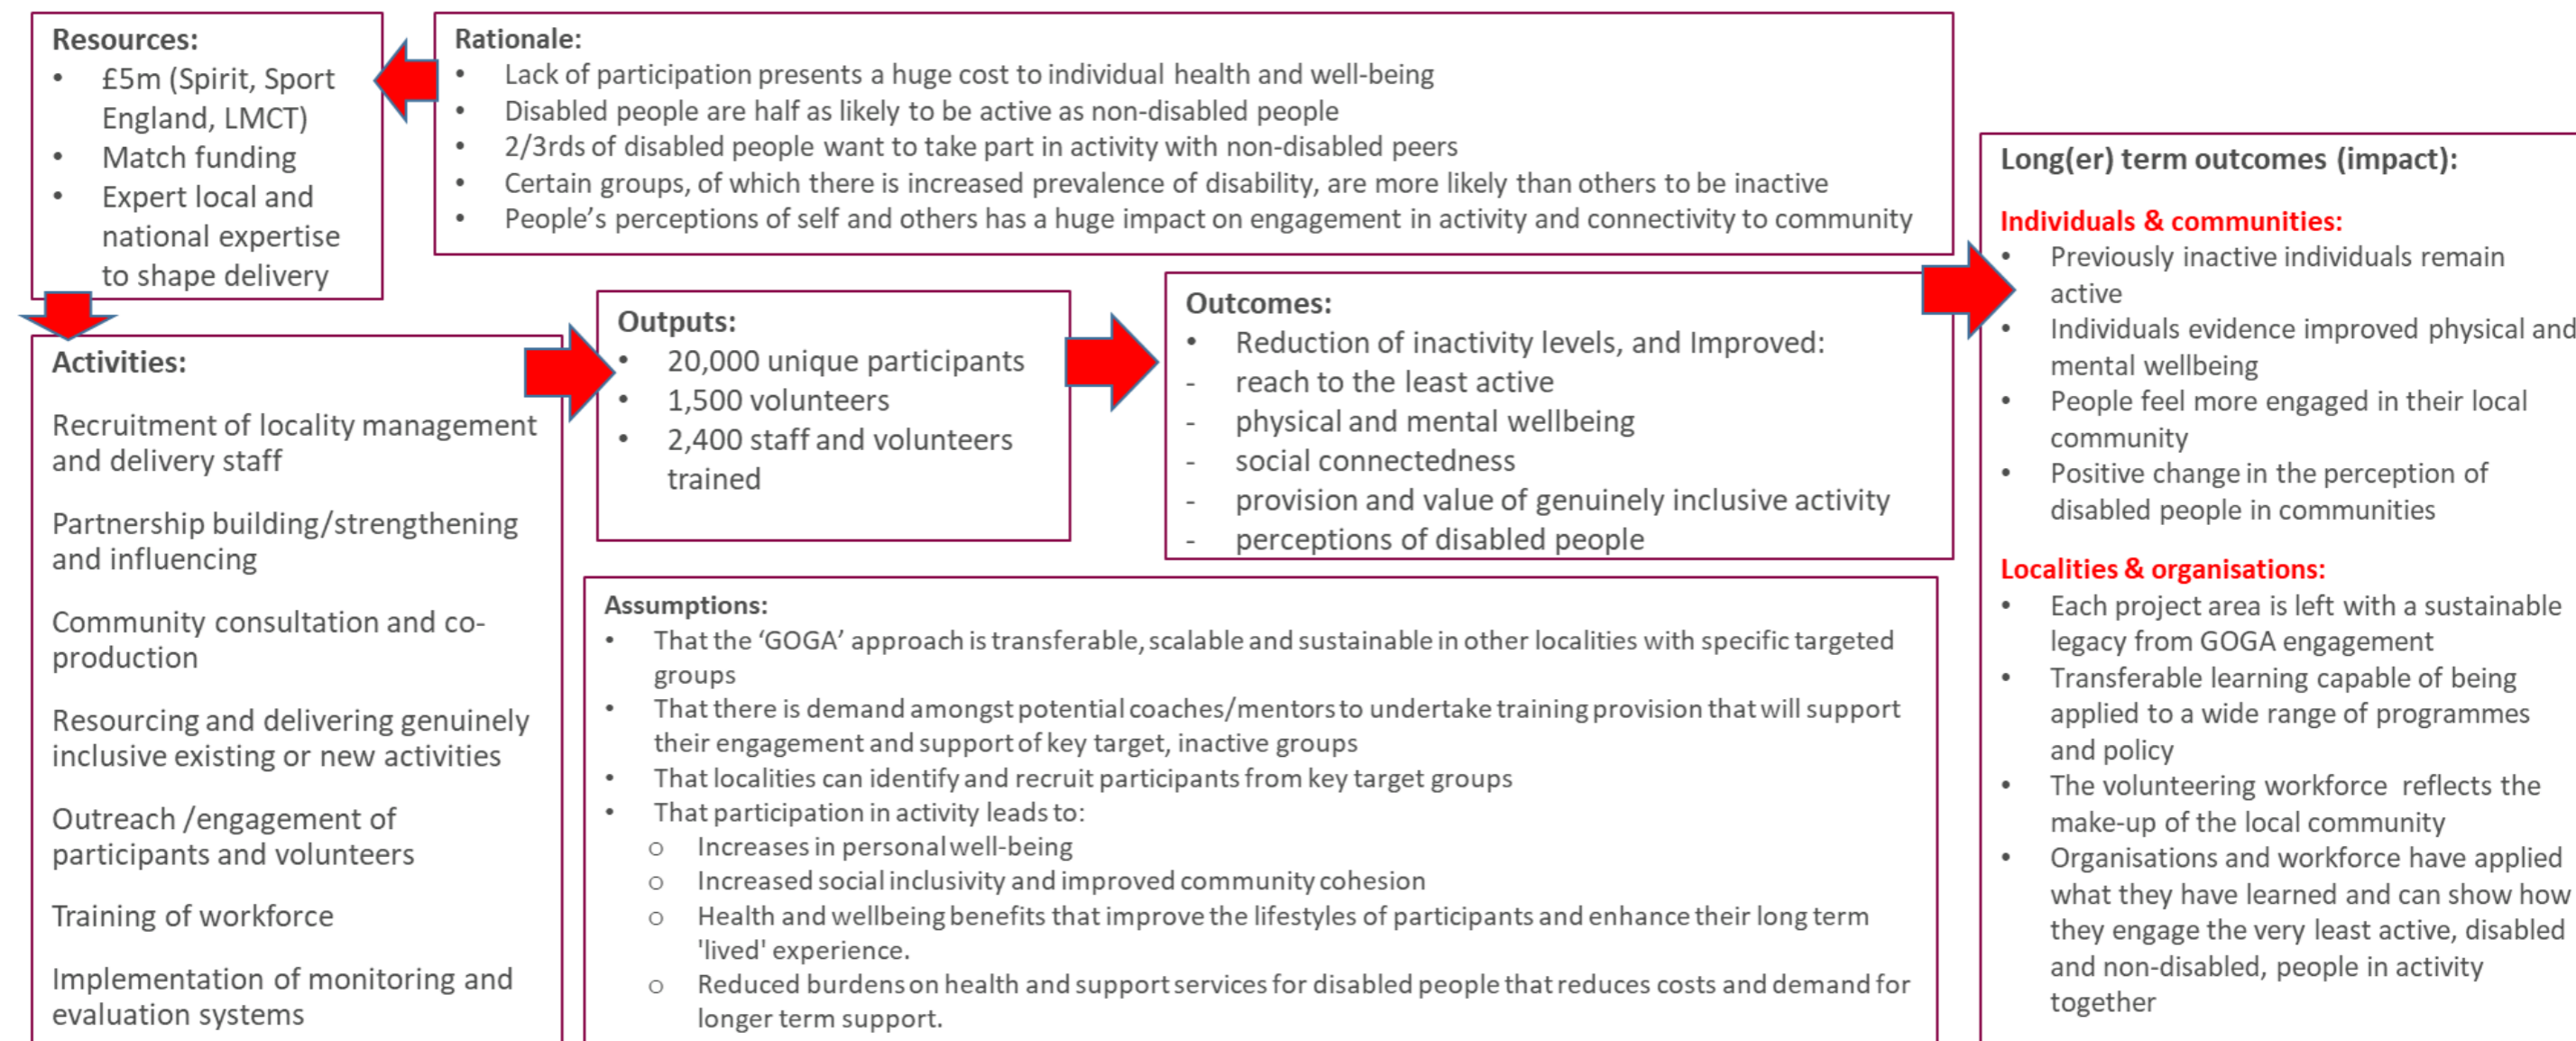 Resources:
• £5m (Spirit, Sport
England, LMCT)
• Match funding
• Expert local and
national expertise
to shape delivery
Rationale:
• Lack of participation presents a huge cost to individual health and well-being
• Disabled people are half as likely to be active as non-disabled people
• 2/3rds of disabled people want to take part in activity with non-disabled peers
• Certain groups, of which there is increased prevalence of disability, are more likely than others to be inactive
• People's perceptions of self and others has a huge impact on engagement in activity and connectivity to community
Activities:
Recruitment of locality management
and delivery staff
Partnership building/strengthening
and influencing
Community consultation and co-
production
Resourcing and delivering genuinely
inclusive existing or new activities
Outreach /engagement of
participants and volunteers
Training of workforce
Implementation of monitoring and
evaluation systems
Outputs:
• 20,000 unique participants
• 1,500 volunteers
• 2,400 staff and volunteers
trained
Outcomes:
• Reduction of inactivity levels, and Improved:
- reach to the least active
- physical and mental wellbeing
- social connectedness
- provision and value of genuinely inclusive activity
- perceptions of disabled people
Assumptions:
• That the ‘GOGA’ approach is transferable, scalable and sustainable in other localities with specific targeted
groups
• That there is demand amongst potential coaches/mentors to undertake training provision that will support
their engagement and support of key target, inactive groups
• That localities can identify and recruit participants from key target groups
• That participation in activity leads to:
o Increases in personal well-being
o Increased social inclusivity and improved community cohesion
o Health and wellbeing benefits that improve the lifestyles of participants and enhance their long term
'lived' experience.
o Reduced burdens on health and support services for disabled people that reduces costs and demand for
longer term support.
Long(er) term outcomes (impact):
Individuals & communities:
• Previously inactive individuals remain
active
• Individuals evidence improved physical and
mental wellbeing
• People feel more engaged in their local
community
• Positive change in the perception of
disabled people in communities
Localities & organisations:
• Each project area is left with a sustainable
legacy from GOGA engagement
• Transferable learning capable of being
applied to a wide range of programmes
and policy
• The volunteering workforce reflects the
make-up of the local community
• Organisations and workforce have applied
what they have learned and can show how
they engage the very least active, disabled
and non-disabled, people in activity
together